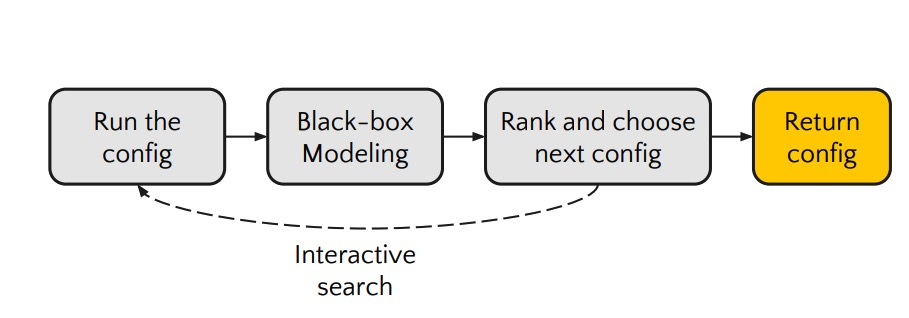 Run the
config
Black-box
Modeling
Rank and choose
next config
Return
config
Interactive
search